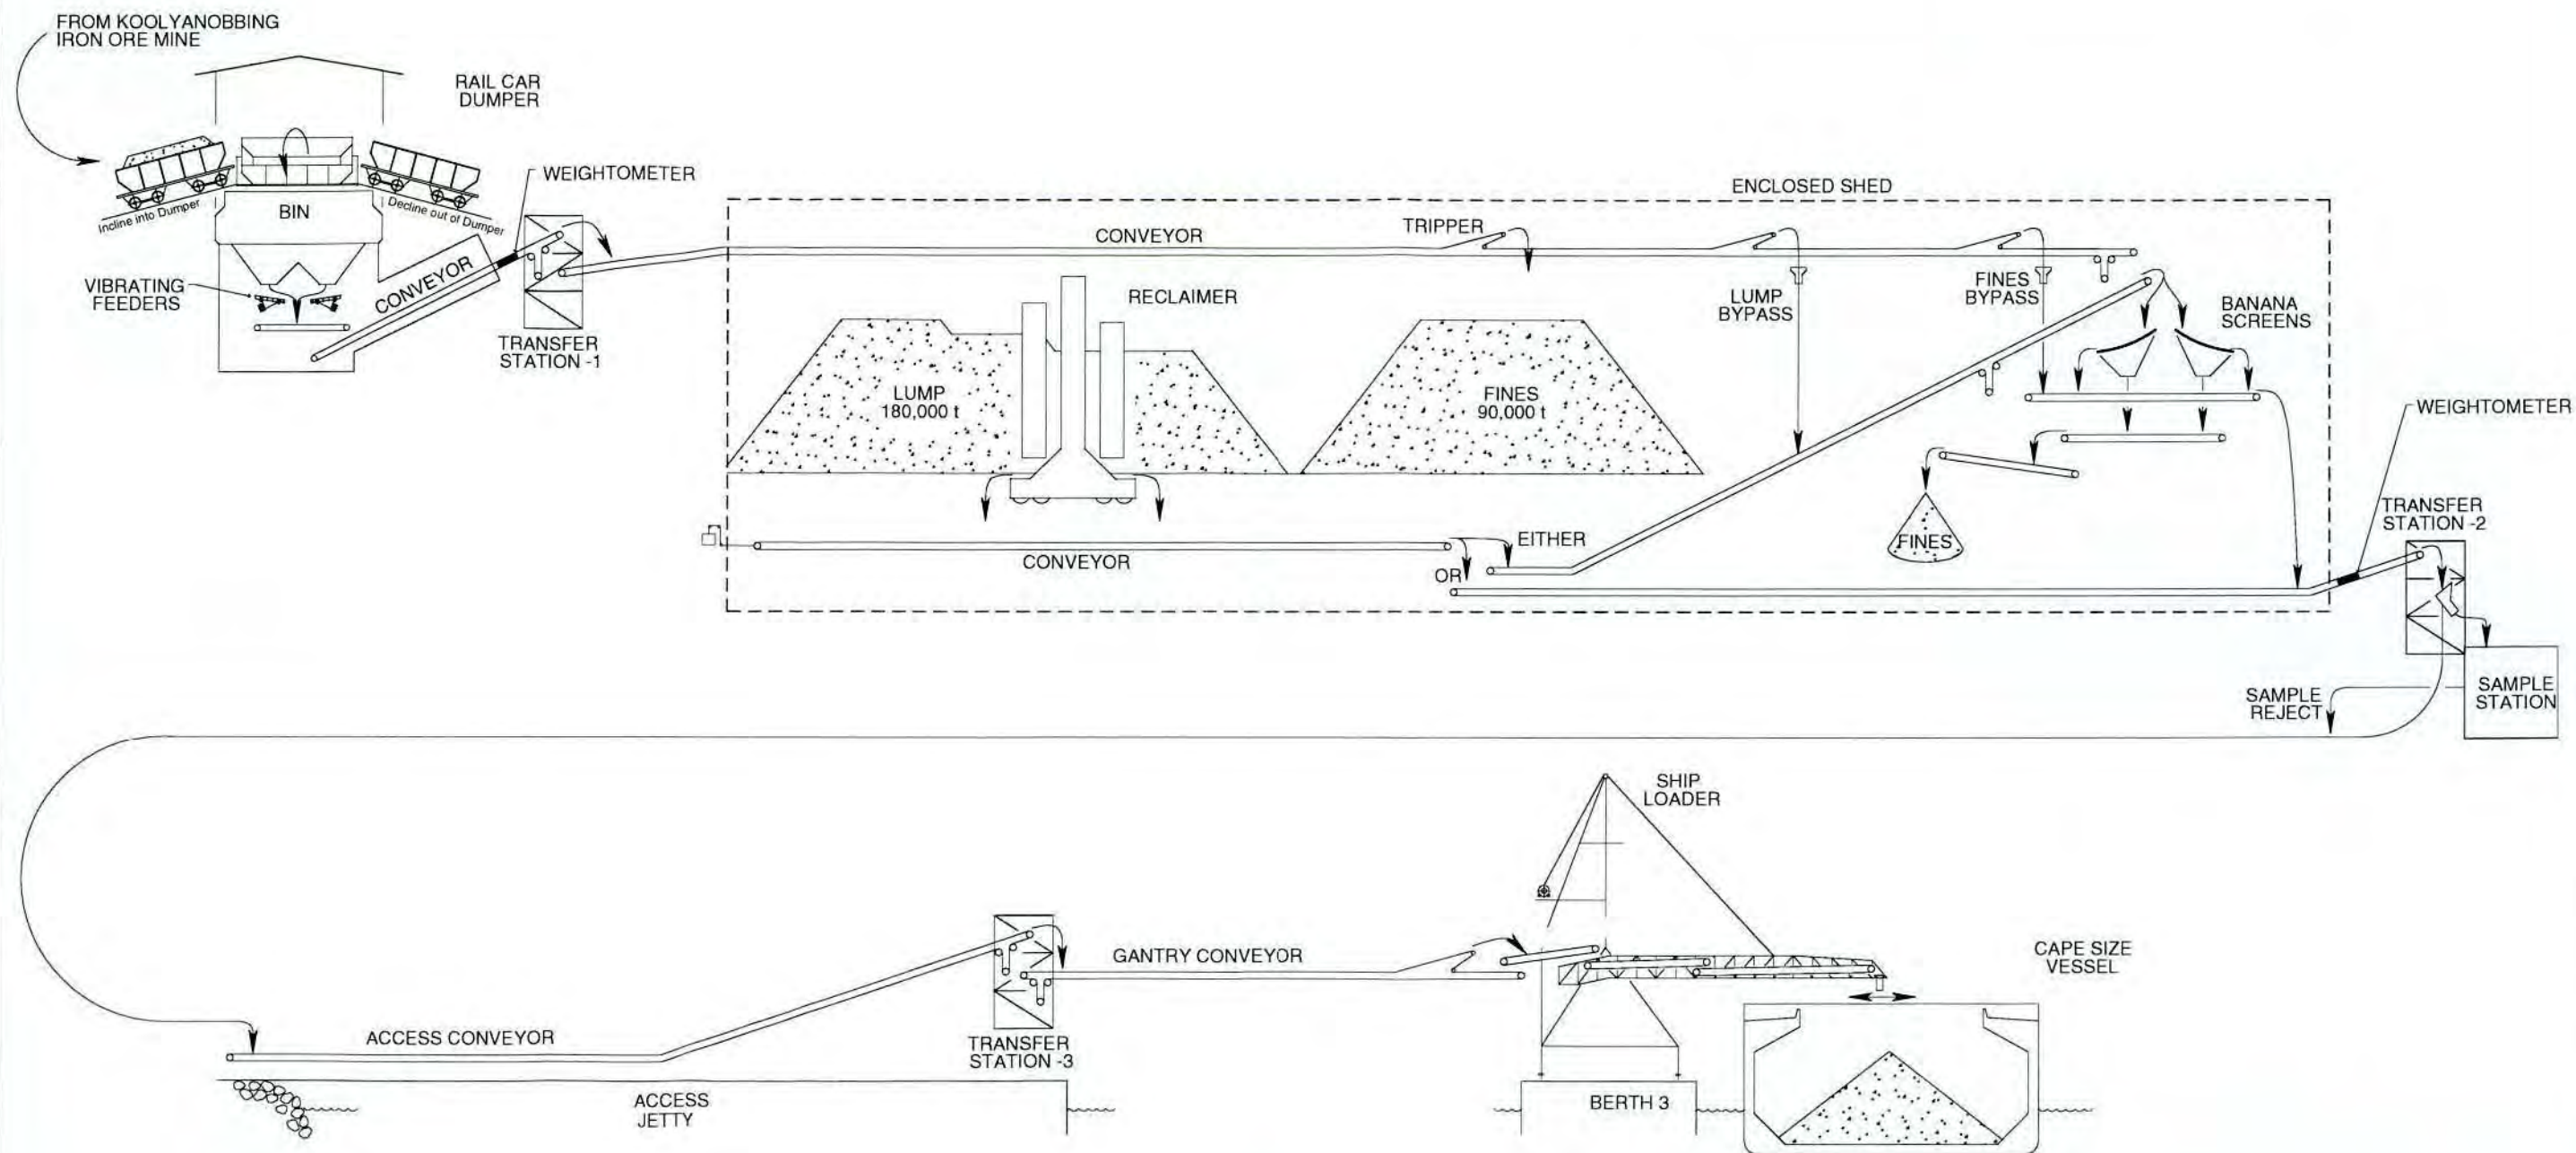 FROM KOOLYANOBBING
IRON ORE MINE
RAIL CAR
DUMPER
Incline into Dumper
BIN
Decline out of Dumper
VIBRATING
FEEDERS
CONVEYOR
WEIGHTOMETER
TRANSFER
STATION -1
ENCLOSED SHED
CONVEYOR
TRIPPER
RECLAIMER
LUMP
BYPASS
FINES
BYPASS
BANANA
SCREENS
LUMP
180,000 t
FINES
90,000 t
WEIGHTOMETER
TRANSFER
STATION -2
EITHER
FINES
CONVEYOR
OR
SAMPLE
REJECT
SAMPLE
STATION
SHIP
LOADER
GANTRY CONVEYOR
CAPE SIZE
VESSEL
ACCESS CONVEYOR
TRANSFER
STATION -3
ACCESS
JETTY
BERTH 3